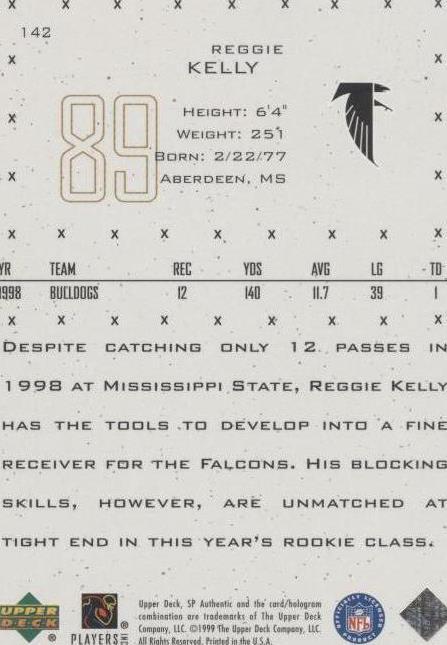 142
REGGIE
KELLY
89
HEIGHT: 6'4"
WEIGHT: 251
BORN: 2/22/77
ABERDEEN, MS
YR TEAM REC YDS AVG LG TD
1998 BULLDOGS 12 140 11.7 39 1
DESPITE CATCHING ONLY 12 PASSES IN
1998 AT MISSISSIPPI STATE, REGGIE KELLY
HAS THE TOOLS TO DEVELOP INTO A FINE
RECEIVER FOR THE FALCONS. HIS BLOCKING
SKILLS, HOWEVER, ARE UNMATCHED AT
TIGHT END IN THIS YEAR'S ROOKIE CLASS.
UPPER
DECK
®
PLAYERS INC
Upper Deck, SP Authentic and the card/hologram
combination are trademarks of The Upper Deck
Company, LLC. ©1999 The Upper Deck Company, LLC.
All Rights Reserved. Printed in the U.S.A.
OFFICIALLY LICENSED
NFL
PRODUCT
®